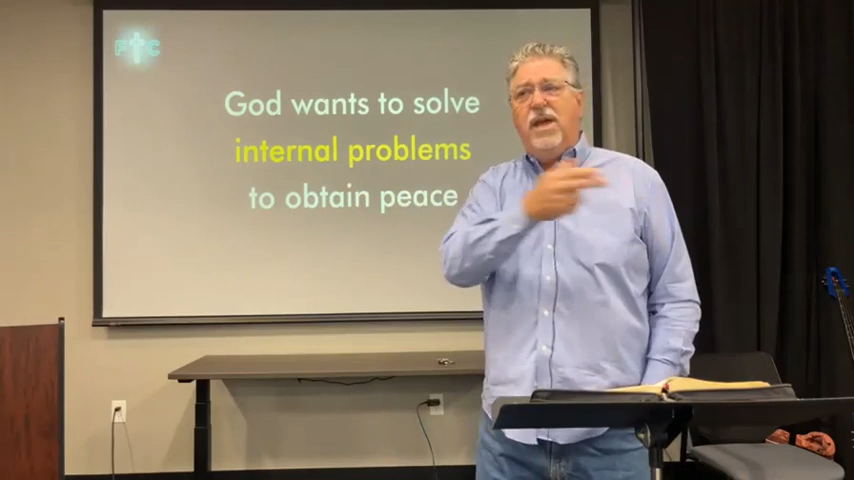 FTC
God wants to solve
internal problems
to obtain peace